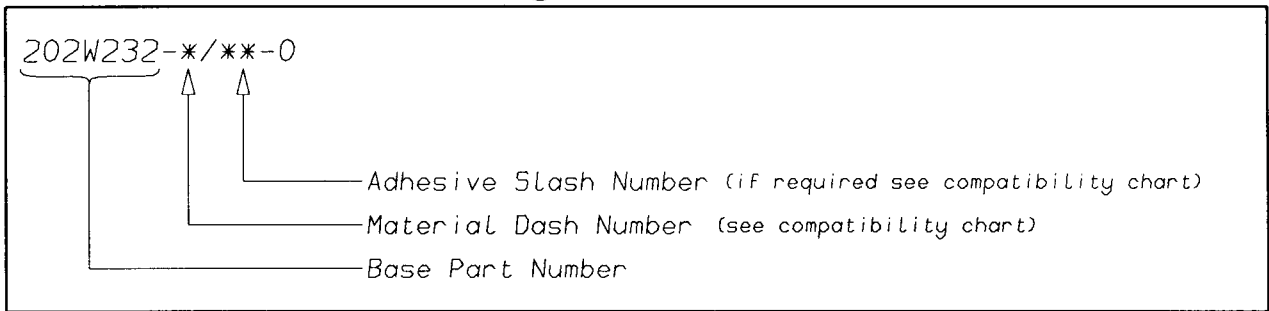 202W232-*/**-0
Adhesive Slash Number (if required see compatibility chart)
Material Dash Number (see compatibility chart)
Base Part Number